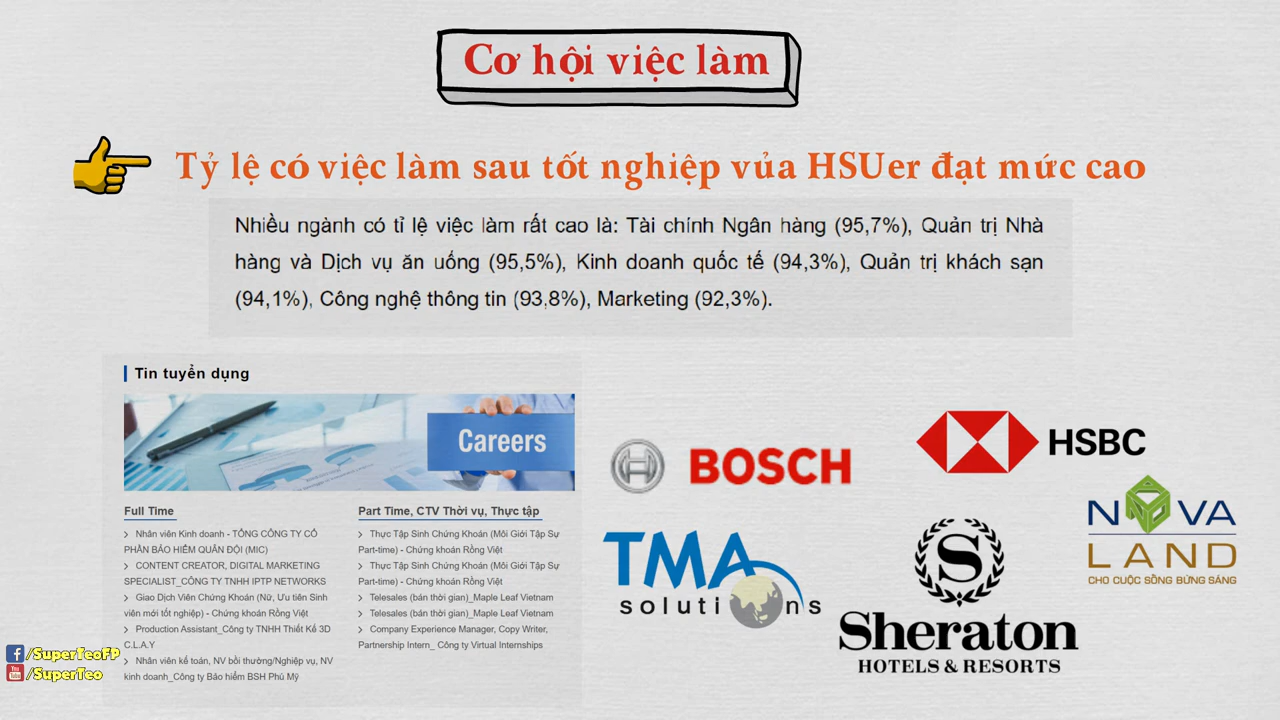 Cơ hội việc làm
Tỷ lệ có việc làm sau tốt nghiệp vủa HSUer đạt mức cao
Nhiều ngành có tỉ lệ việc làm rất cao là: Tài chính Ngân hàng (95,7%), Quản trị Nhà
hàng và Dịch vụ ăn uống (95,5%), Kinh doanh quốc tế (94,3%), Quản trị khách sạn
(94,1%), Công nghệ thông tin (93,8%), Marketing (92,3%).
Tin tuyển dụng
Careers
Full Time
Nhân viên Kinh doanh - TỔNG CÔNG TY CỔ
PHẦN BẢO HIỂM QUÂN ĐỘI (MIC)
CONTENT CREATOR, DIGITAL MARKETING
SPECIALIST_CÔNG TY TNHH IPTP NETWORKS
Giao Dịch Viên Chứng Khoán (Nữ, Ưu tiên Sinh
viên mới tốt nghiệp) - Chứng khoán Rồng Việt
Production Assistant_Công ty TNHH Thiết Kế 3D
C.L.A.Y
Nhân viên kế toán, NV bồi thường/Nghiệp vụ, NV
kinh doanh_Công ty Bảo hiểm BSH Phú Mỹ
Part Time, CTV Thời vụ, Thực tập
Thực Tập Sinh Chứng Khoán (Môi Giới Tập Sự
Part-time) - Chứng khoán Rồng Việt
Thực Tập Sinh Chứng Khoán (Môi Giới Tập Sự
Part-time) - Chứng khoán Rồng Việt
Telesales (bán thời gian)_Maple Leaf Vietnam
Telesales (bán thời gian)_Maple Leaf Vietnam
Company Experience Manager, Copy Writer,
Partnership Intern_ Công ty Virtual Internships
BOSCH
HSBC
NOVA
LAND
CHO CUỘC SỐNG BỪNG SÁNG
TMA
solutions
S
Sheraton
HOTELS & RESORTS
f /SuperTeoFP
You Tube /SuperTeo